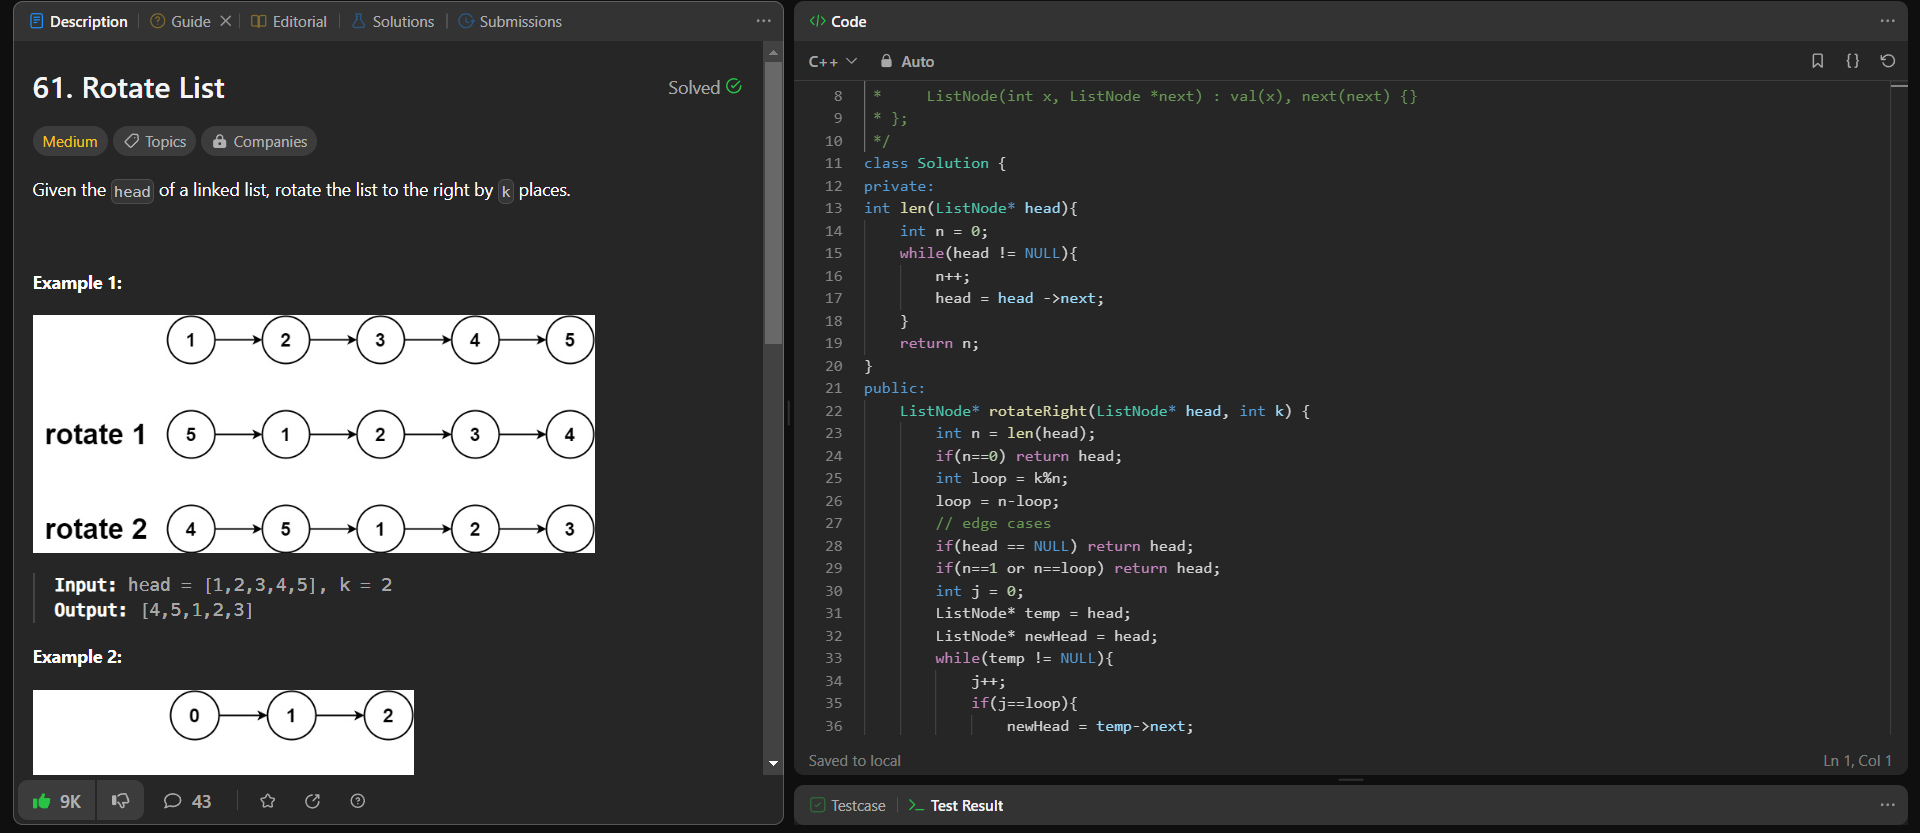 Description Guide Editorial Solutions Submissions
61. Rotate List
Solved
Medium Topics Companies
Given the head of a linked list, rotate the list to the right by k places.
Example 1:
1 2 3 4 5
rotate 1 5 1 2 3 4
rotate 2 4 5 1 2 3
Input: head = [1,2,3,4,5], k = 2
Output: [4,5,1,2,3]
Example 2:
0 1 2
9K 43
</> Code
C++ Auto
{}
8 *     ListNode(int x, ListNode *next) : val(x), next(next) {}
9 * };
10 */
11 class Solution {
12 private:
13 int len(ListNode* head){
14     int n = 0;
15     while(head != NULL){
16         n++;
17         head = head ->next;
18     }
19     return n;
20 }
21 public:
22     ListNode* rotateRight(ListNode* head, int k) {
23         int n = len(head);
24         if(n==0) return head;
25         int loop = k%n;
26         loop = n-loop;
27         // edge cases
28         if(head == NULL) return head;
29         if(n==1 or n==loop) return head;
30         int j = 0;
31         ListNode* temp = head;
32         ListNode* newHead = head;
33         while(temp != NULL){
34             j++;
35             if(j==loop){
36                 newHead = temp->next;
Saved to local Ln 1, Col 1
Testcase >_ Test Result